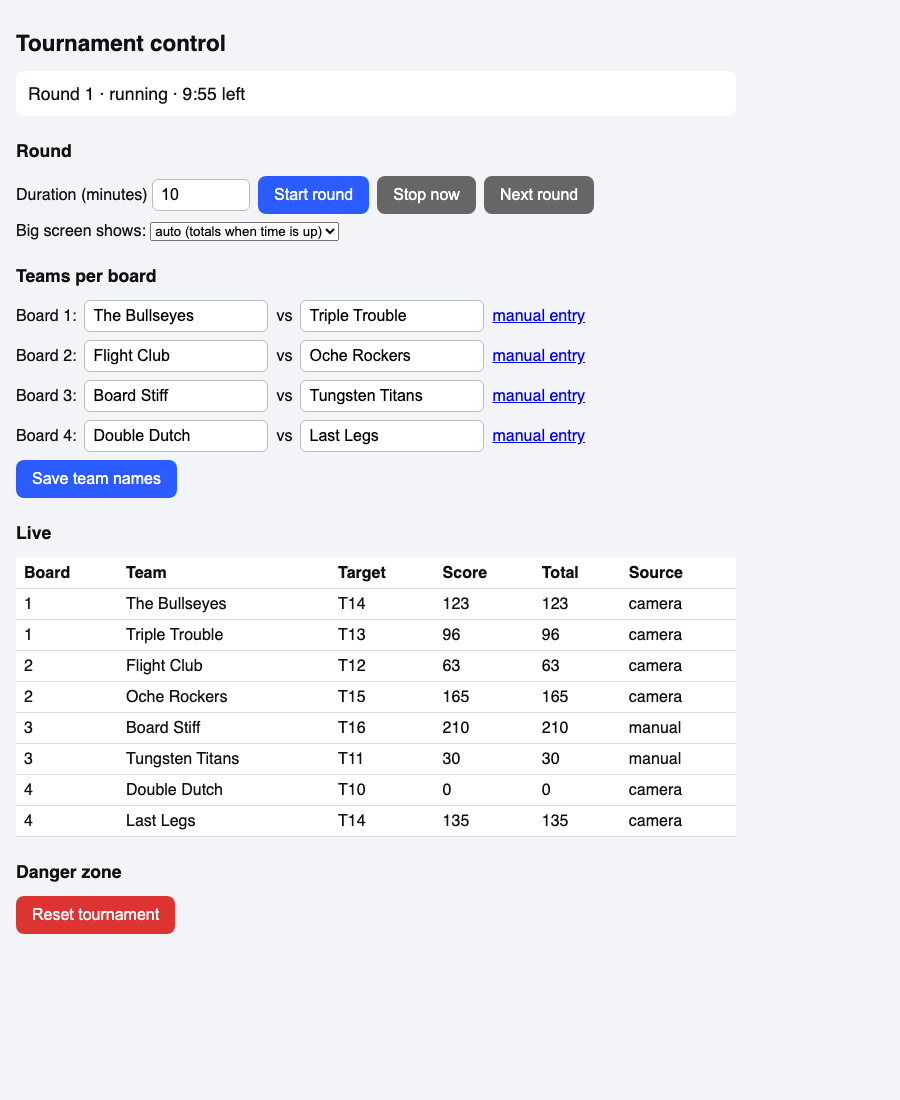 Tournament control
Round 1 · running · 9:55 left
Round
Duration (minutes) 10 Start round Stop now Next round
Big screen shows: auto (totals when time is up)
Teams per board
Board 1: The Bullseyes vs Triple Trouble manual entry
Board 2: Flight Club vs Oche Rockers manual entry
Board 3: Board Stiff vs Tungsten Titans manual entry
Board 4: Double Dutch vs Last Legs manual entry
Save team names
Live
Board Team Target Score Total Source
1 The Bullseyes T14 123 123 camera
1 Triple Trouble T13 96 96 camera
2 Flight Club T12 63 63 camera
2 Oche Rockers T15 165 165 camera
3 Board Stiff T16 210 210 manual
3 Tungsten Titans T11 30 30 manual
4 Double Dutch T10 0 0 camera
4 Last Legs T14 135 135 camera
Danger zone
Reset tournament